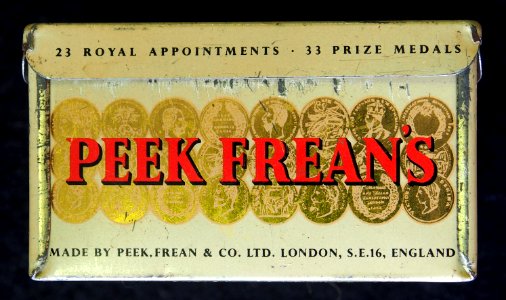 23 ROYAL APPOINTMENTS · 33 PRIZE MEDALS
PEEK FREAN'S
MADE BY PEEK, FREAN & CO. LTD. LONDON, S.E.16, ENGLAND